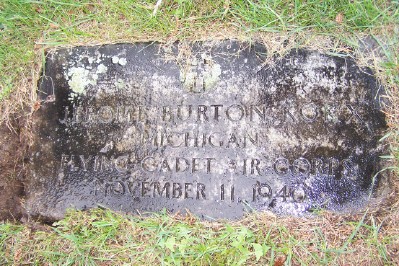 JEROME BURTON
MICHIGAN
FLYING CADET AIR CORPS
NOVEMBER 11, 1940